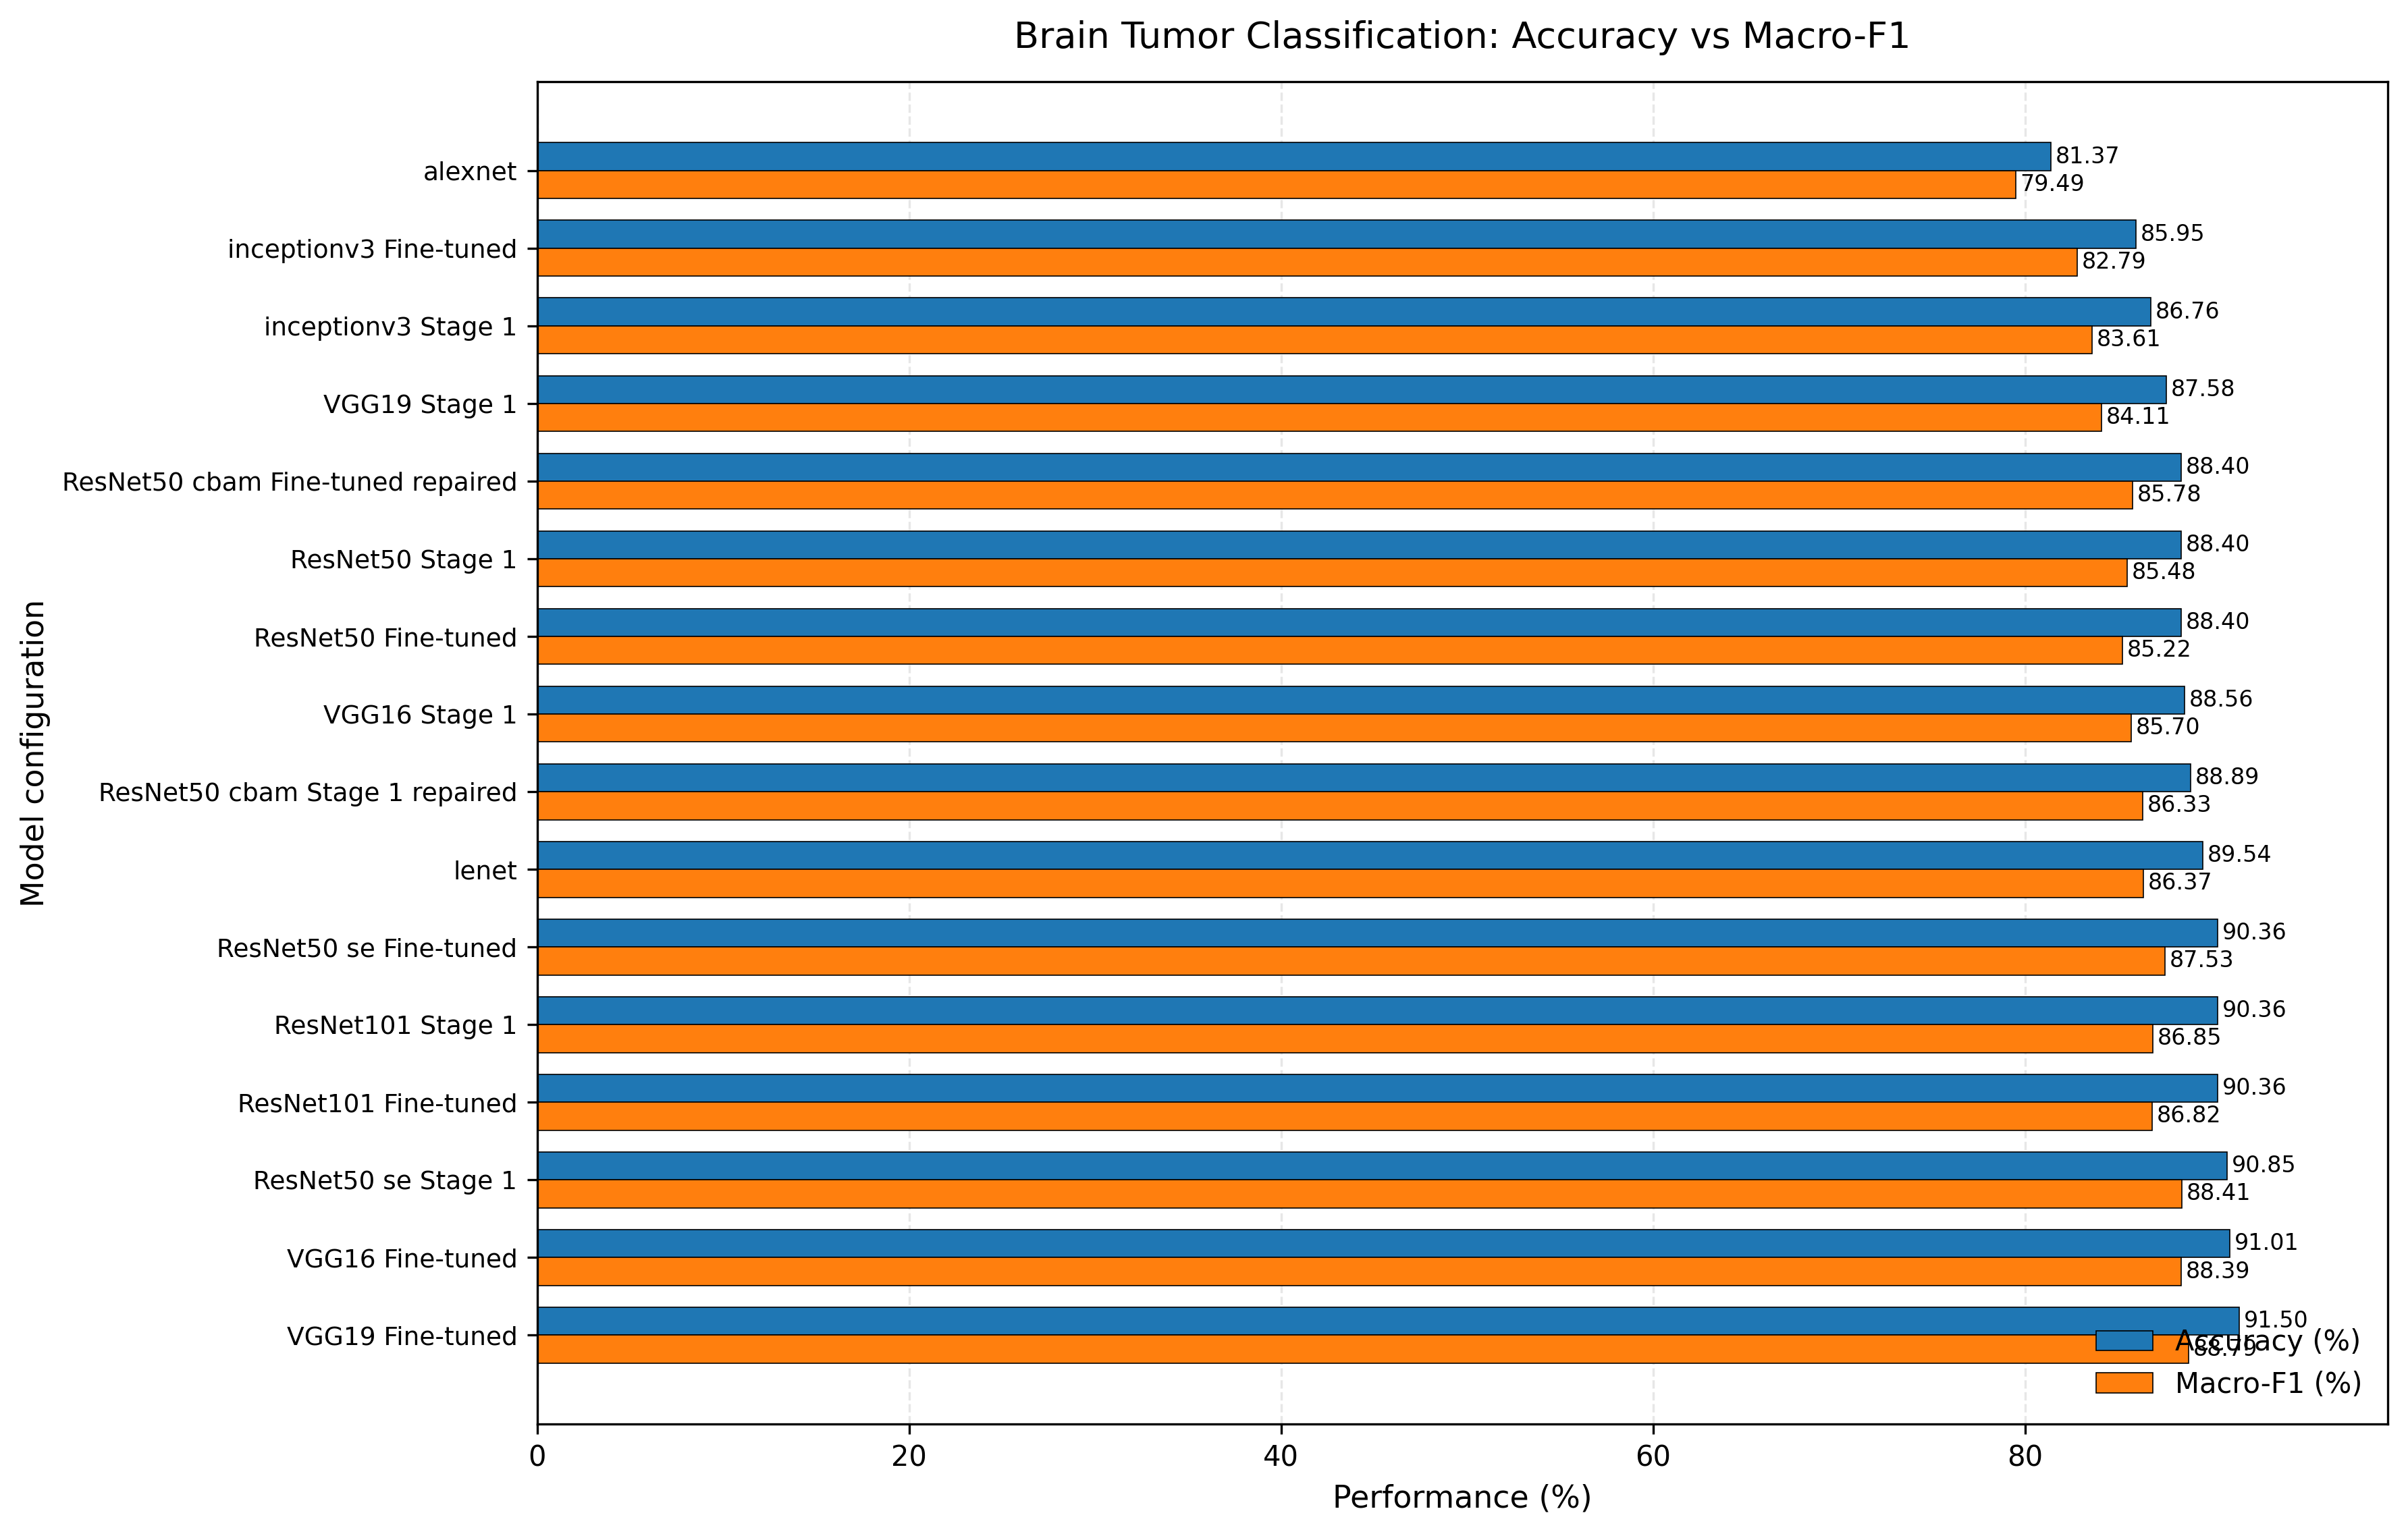 Brain Tumor Classification: Accuracy vs Macro-F1
alexnet
81.37
79.49
inceptionv3 Fine-tuned
85.95
82.79
inceptionv3 Stage 1
86.76
83.61
VGG19 Stage 1
87.58
84.11
ResNet50 cbam Fine-tuned repaired
88.40
85.78
ResNet50 Stage 1
88.40
85.48
ResNet50 Fine-tuned
88.40
85.22
VGG16 Stage 1
88.56
85.70
ResNet50 cbam Stage 1 repaired
88.89
86.33
lenet
89.54
86.37
ResNet50 se Fine-tuned
90.36
87.53
ResNet101 Stage 1
90.36
86.85
ResNet101 Fine-tuned
90.36
86.82
ResNet50 se Stage 1
90.85
88.41
VGG16 Fine-tuned
91.01
88.39
VGG19 Fine-tuned
91.50
88.79
Accuracy (%)
Macro-F1 (%)
Model configuration
0 20 40 60 80
Performance (%)